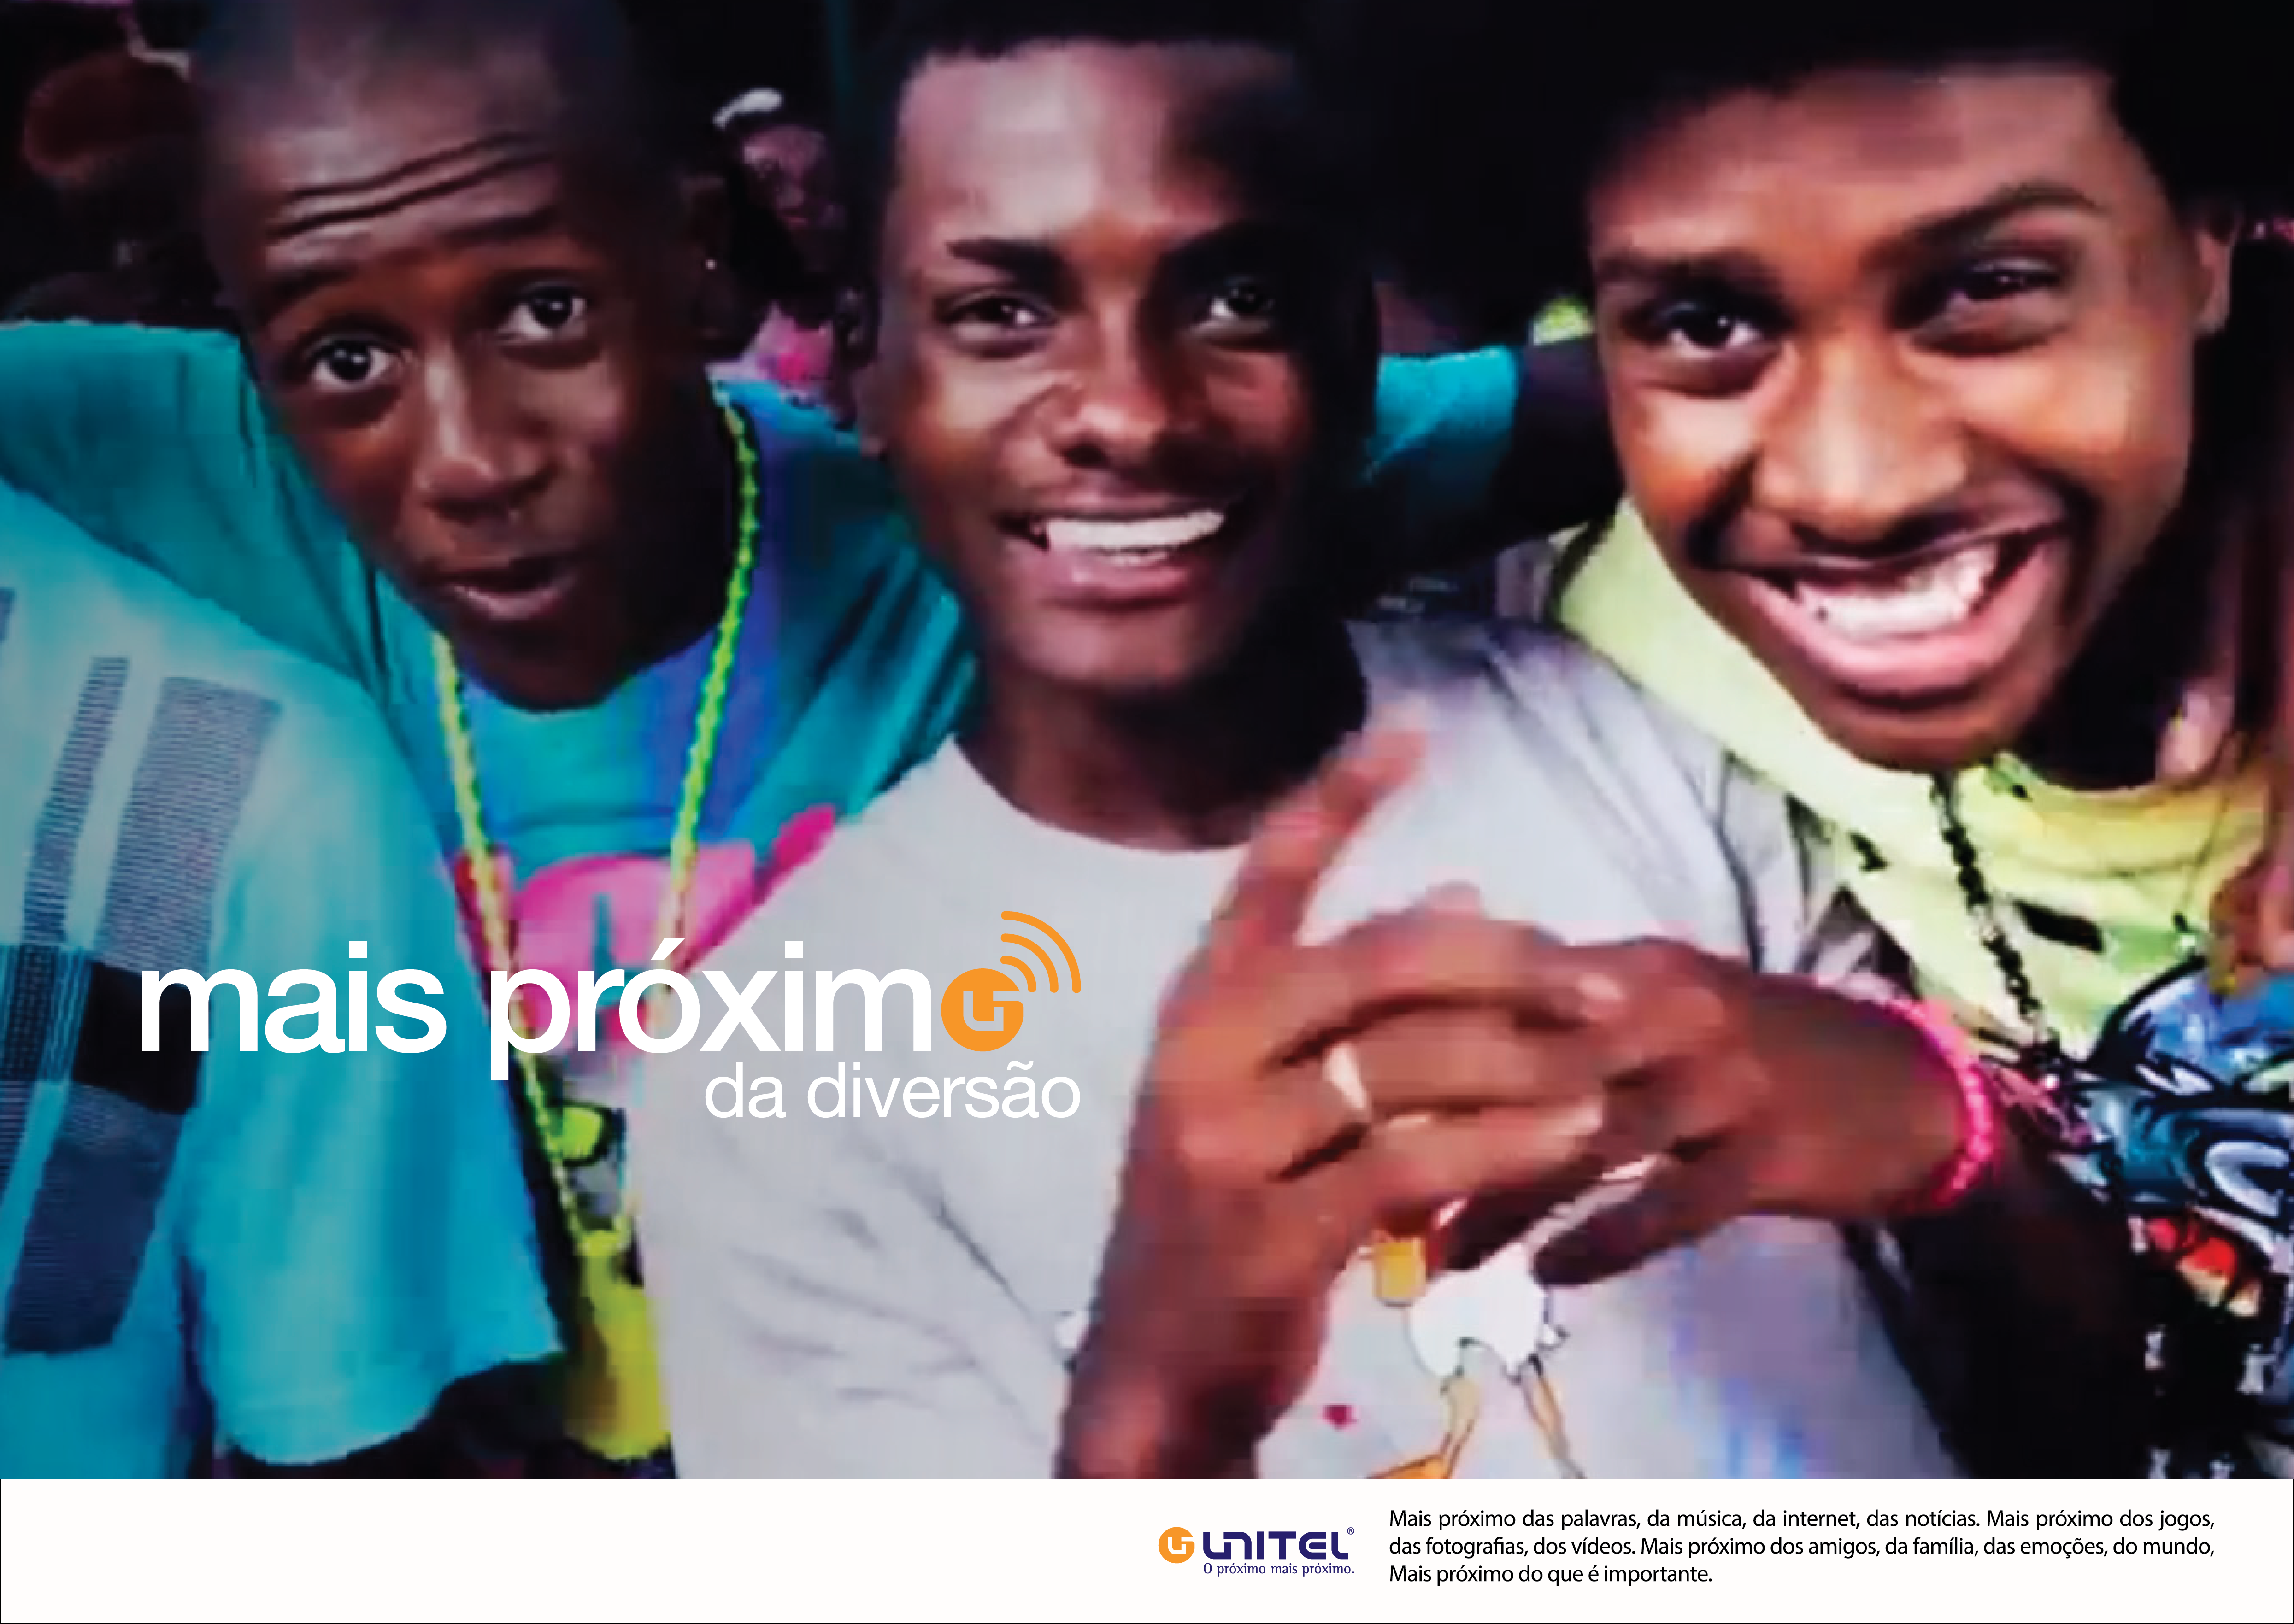 mais próximo
da diversão
UNITEL®
O próximo mais próximo.
Mais próximo das palavras, da música, da internet, das notícias. Mais próximo dos jogos,
das fotografias, dos vídeos. Mais próximo dos amigos, da família, das emoções, do mundo,
Mais próximo do que é importante.